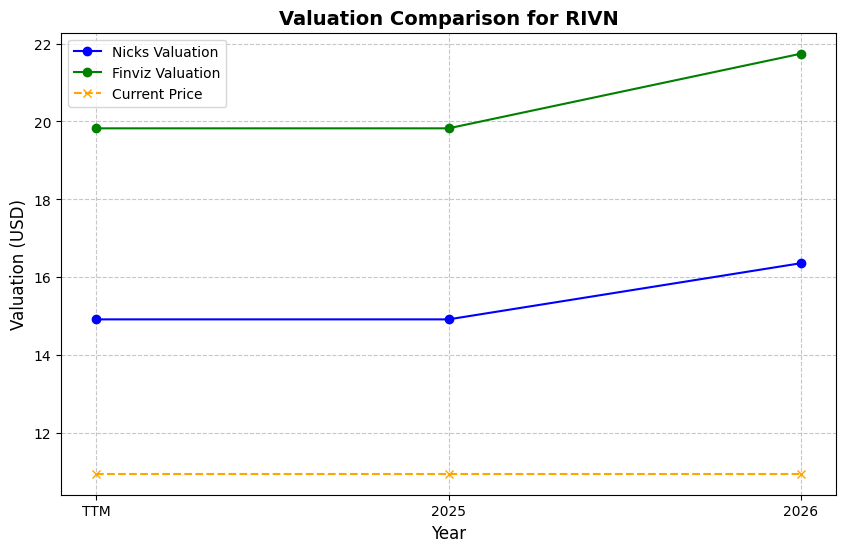 Valuation Comparison for RIVN
Nicks Valuation
Finviz Valuation
Current Price
Valuation (USD)
22
20
18
16
14
12
TTM
2025
2026
Year